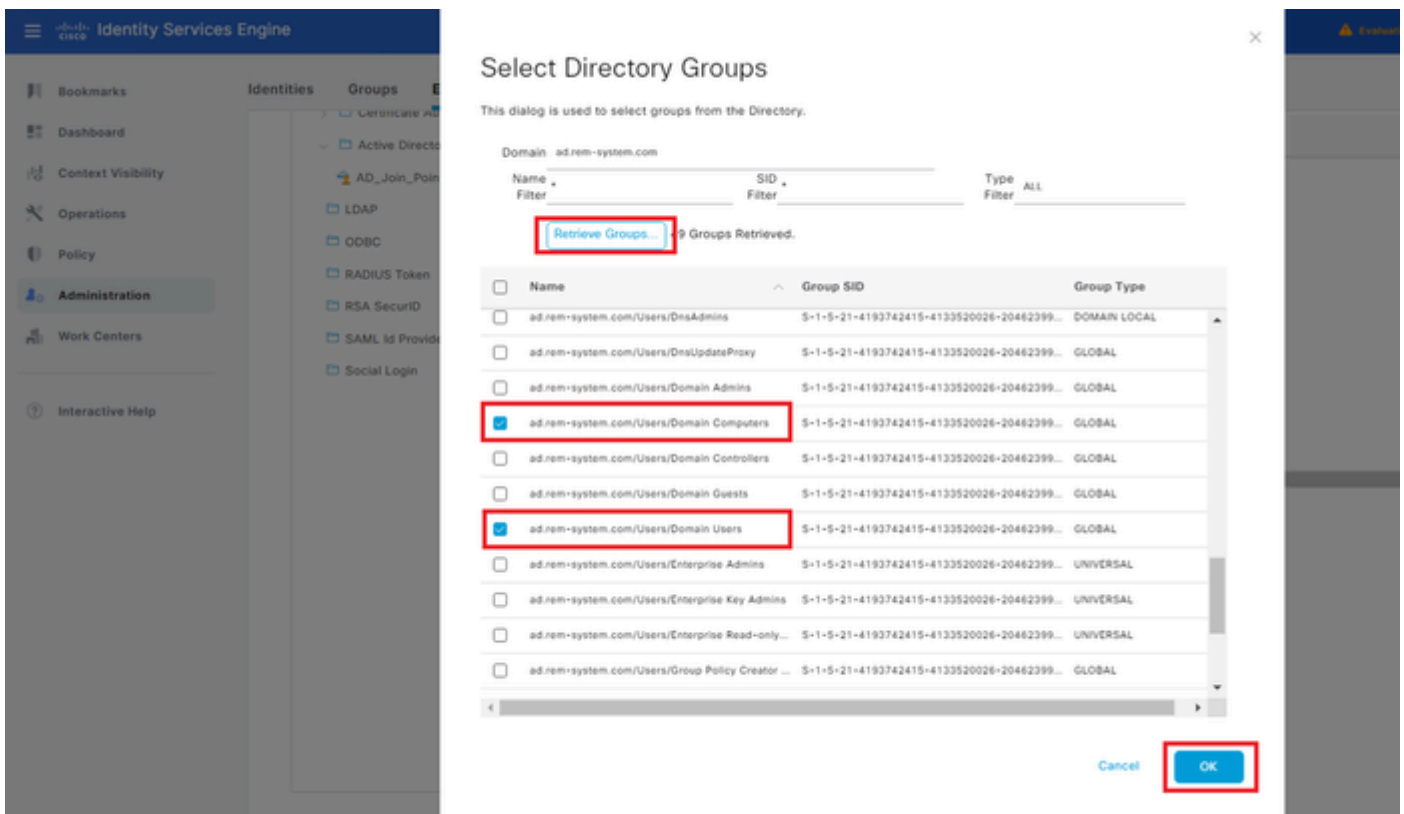 cisco Identity Services Engine
Bookmarks
Dashboard
Context Visibility
Operations
Policy
Administration
Work Centers
Interactive Help
Identities Groups
Active Directo
AD_Join_Poin
LDAP
ODBC
RADIUS Token
RSA SecurID
SAML Id Provide
Social Login
Select Directory Groups
This dialog is used to select groups from the Directory.
Domain ad.rem-system.com
Name Filter * SID Filter * Type Filter ALL
Retrieve Groups... 9 Groups Retrieved.
Name Group SID Group Type
ad.rem-system.com/Users/DnsAdmins S-1-5-21-4193742415-4133520026-20462399... DOMAIN LOCAL
ad.rem-system.com/Users/DnsUpdateProxy S-1-5-21-4193742415-4133520026-20462399... GLOBAL
ad.rem-system.com/Users/Domain Admins S-1-5-21-4193742415-4133520026-20462399... GLOBAL
ad.rem-system.com/Users/Domain Computers S-1-5-21-4193742415-4133520026-20462399... GLOBAL
ad.rem-system.com/Users/Domain Controllers S-1-5-21-4193742415-4133520026-20462399... GLOBAL
ad.rem-system.com/Users/Domain Guests S-1-5-21-4193742415-4133520026-20462399... GLOBAL
ad.rem-system.com/Users/Domain Users S-1-5-21-4193742415-4133520026-20462399... GLOBAL
ad.rem-system.com/Users/Enterprise Admins S-1-5-21-4193742415-4133520026-20462399... UNIVERSAL
ad.rem-system.com/Users/Enterprise Key Admins S-1-5-21-4193742415-4133520026-20462399... UNIVERSAL
ad.rem-system.com/Users/Enterprise Read-only... S-1-5-21-4193742415-4133520026-20462399... UNIVERSAL
ad.rem-system.com/Users/Group Policy Creator ... S-1-5-21-4193742415-4133520026-20462399... GLOBAL
Cancel OK